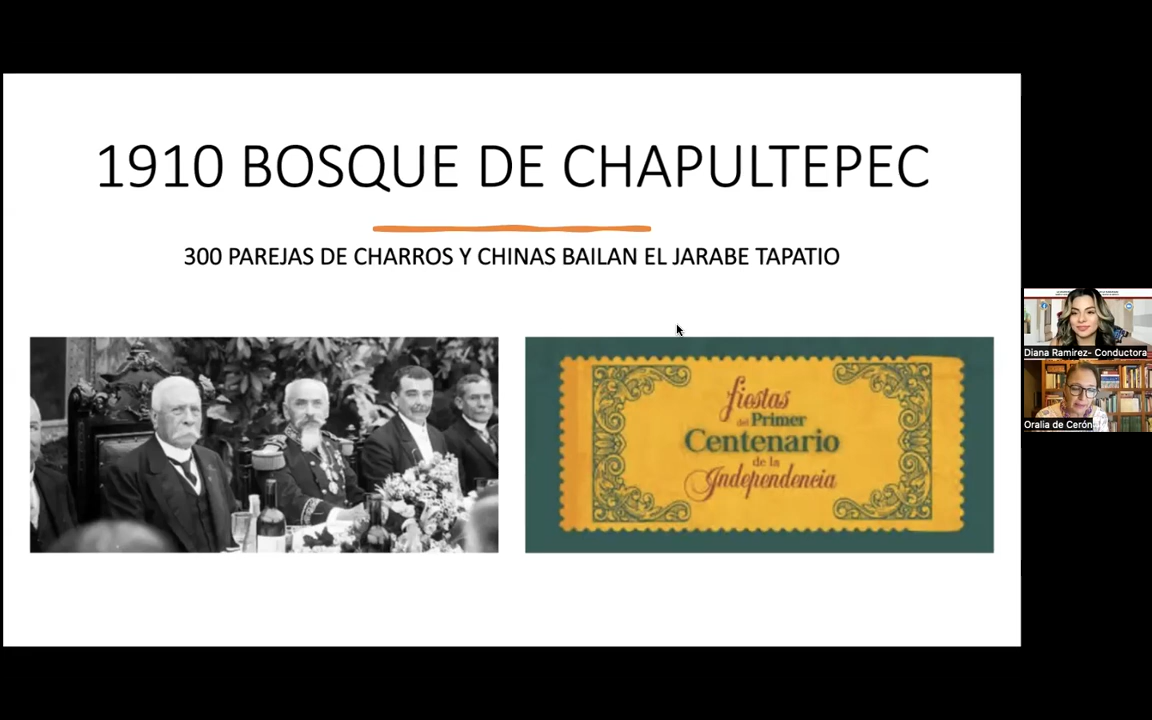 1910 BOSQUE DE CHAPULTEPEC
300 PAREJAS DE CHARROS Y CHINAS BAILAN EL JARABE TAPATIO
fiestas
del Primer
Centenario
de la
Independencia
Diana Ramirez- Conductora
Oralia de Cerón